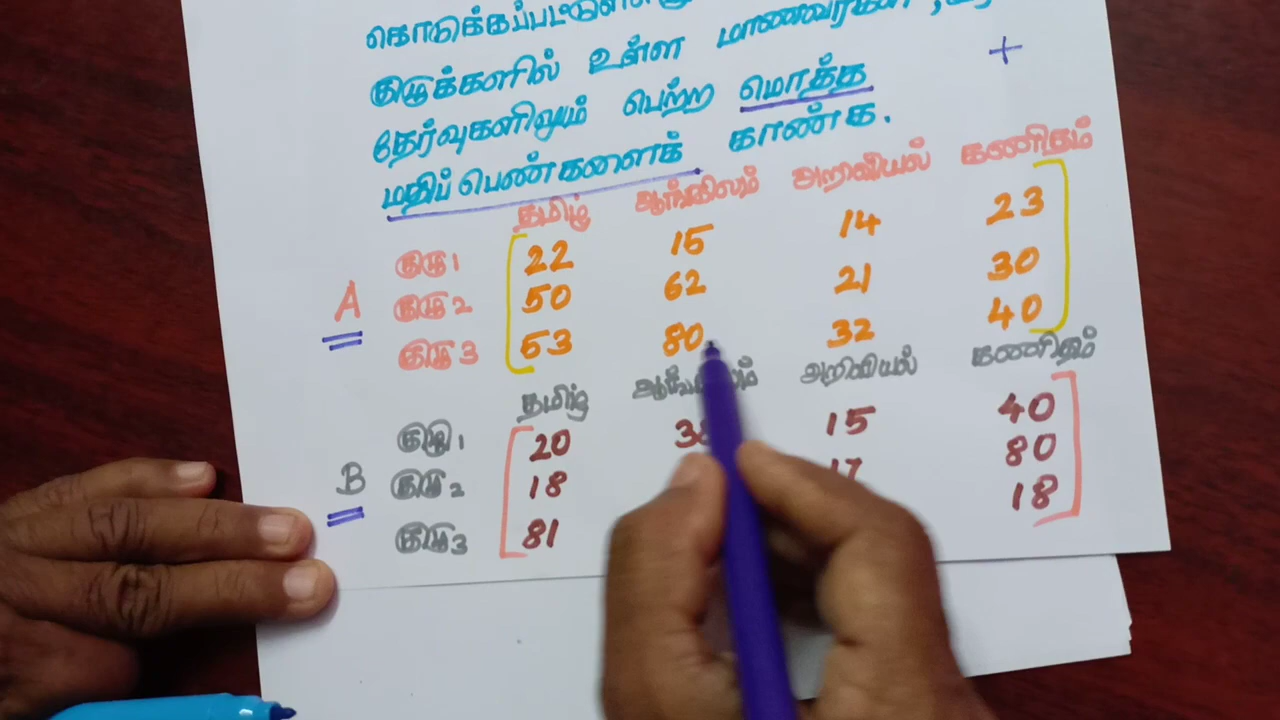 குழுக்களில் உள்ள மாணவர்கள்,
தேர்வுகளிலும் பெற்ற மொத்த +
மதிப்பெண்களைக் காண்க.
தமிழ் ஆங்கிலம் அறிவியல் கணிதம்
குழு1 22 15 14 23
A குழு2 50 62 21 30
குழு3 53 80 32 40
தமிழ் அறிவியல் கணிதம்
குழு1 20 15 40
B குழு2 18 17 80
குழு3 81 18